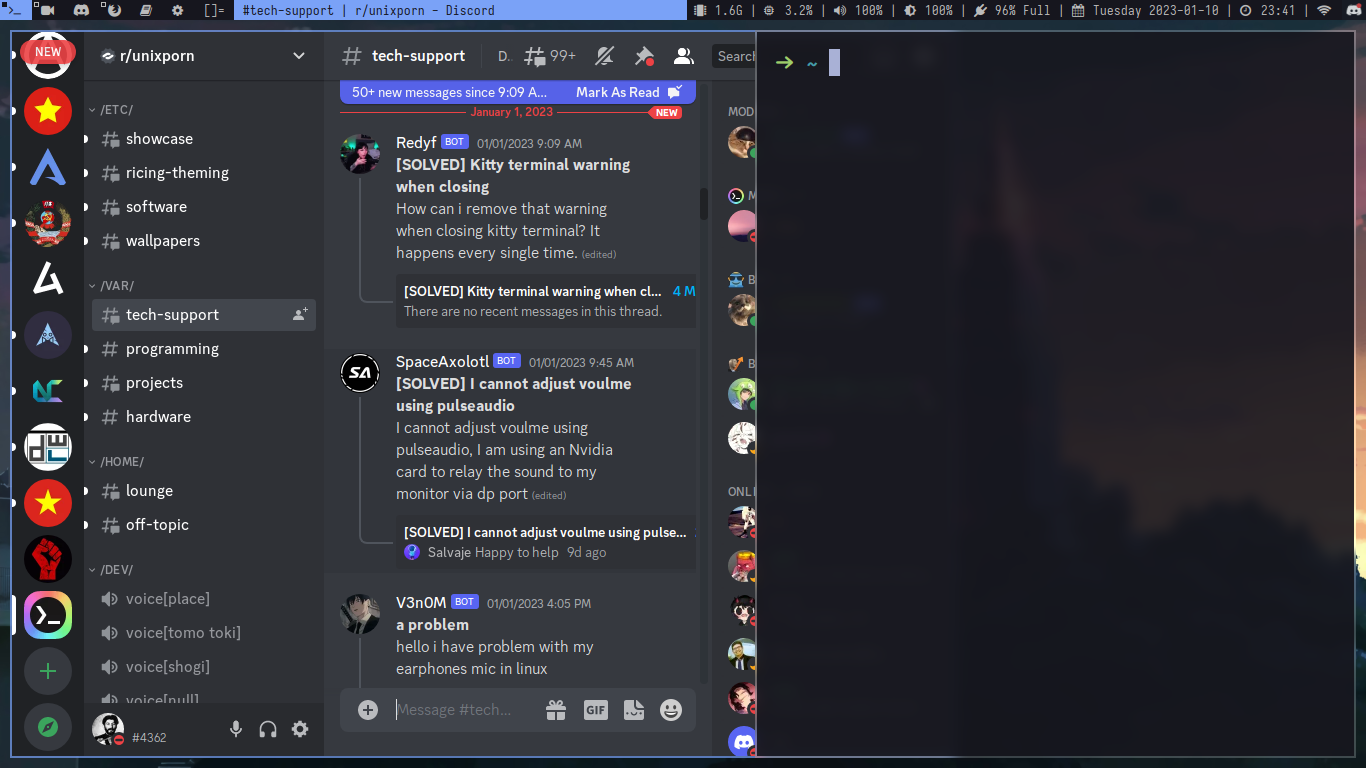 []=
#tech-support | r/unixporn – Discord
1.6G | 3.2% | 100% | 100% | 96% Full | Tuesday 2023-01-10 | 23:41 |
NEW
r/unixporn
/ETC/
showcase
ricing-theming
software
wallpapers
/VAR/
tech-support
programming
projects
hardware
/HOME/
lounge
off-topic
/DEV/
voice[place]
voice[tomo toki]
voice[shogi]
voice[null]
#4362
tech-support
D..
99+
Search
50+ new messages since 9:09 A...
Mark As Read
January 1, 2023
NEW
Redyf BOT 01/01/2023 9:09 AM
[SOLVED] Kitty terminal warning
when closing
How can i remove that warning
when closing kitty terminal? It
happens every single time. (edited)
[SOLVED] Kitty terminal warning when cl... 4 M
There are no recent messages in this thread.
SA
SpaceAxolotl BOT 01/01/2023 9:45 AM
[SOLVED] I cannot adjust voulme
using pulseaudio
I cannot adjust voulme using
pulseaudio, I am using an Nvidia
card to relay the sound to my
monitor via dp port (edited)
[SOLVED] I cannot adjust voulme using pulse...
Salvaje Happy to help 9d ago
V3n0M BOT 01/01/2023 4:05 PM
a problem
hello i have problem with my
earphones mic in linux
Message #tech...
GIF
MOD
M
B
B
ONLI
→ ~